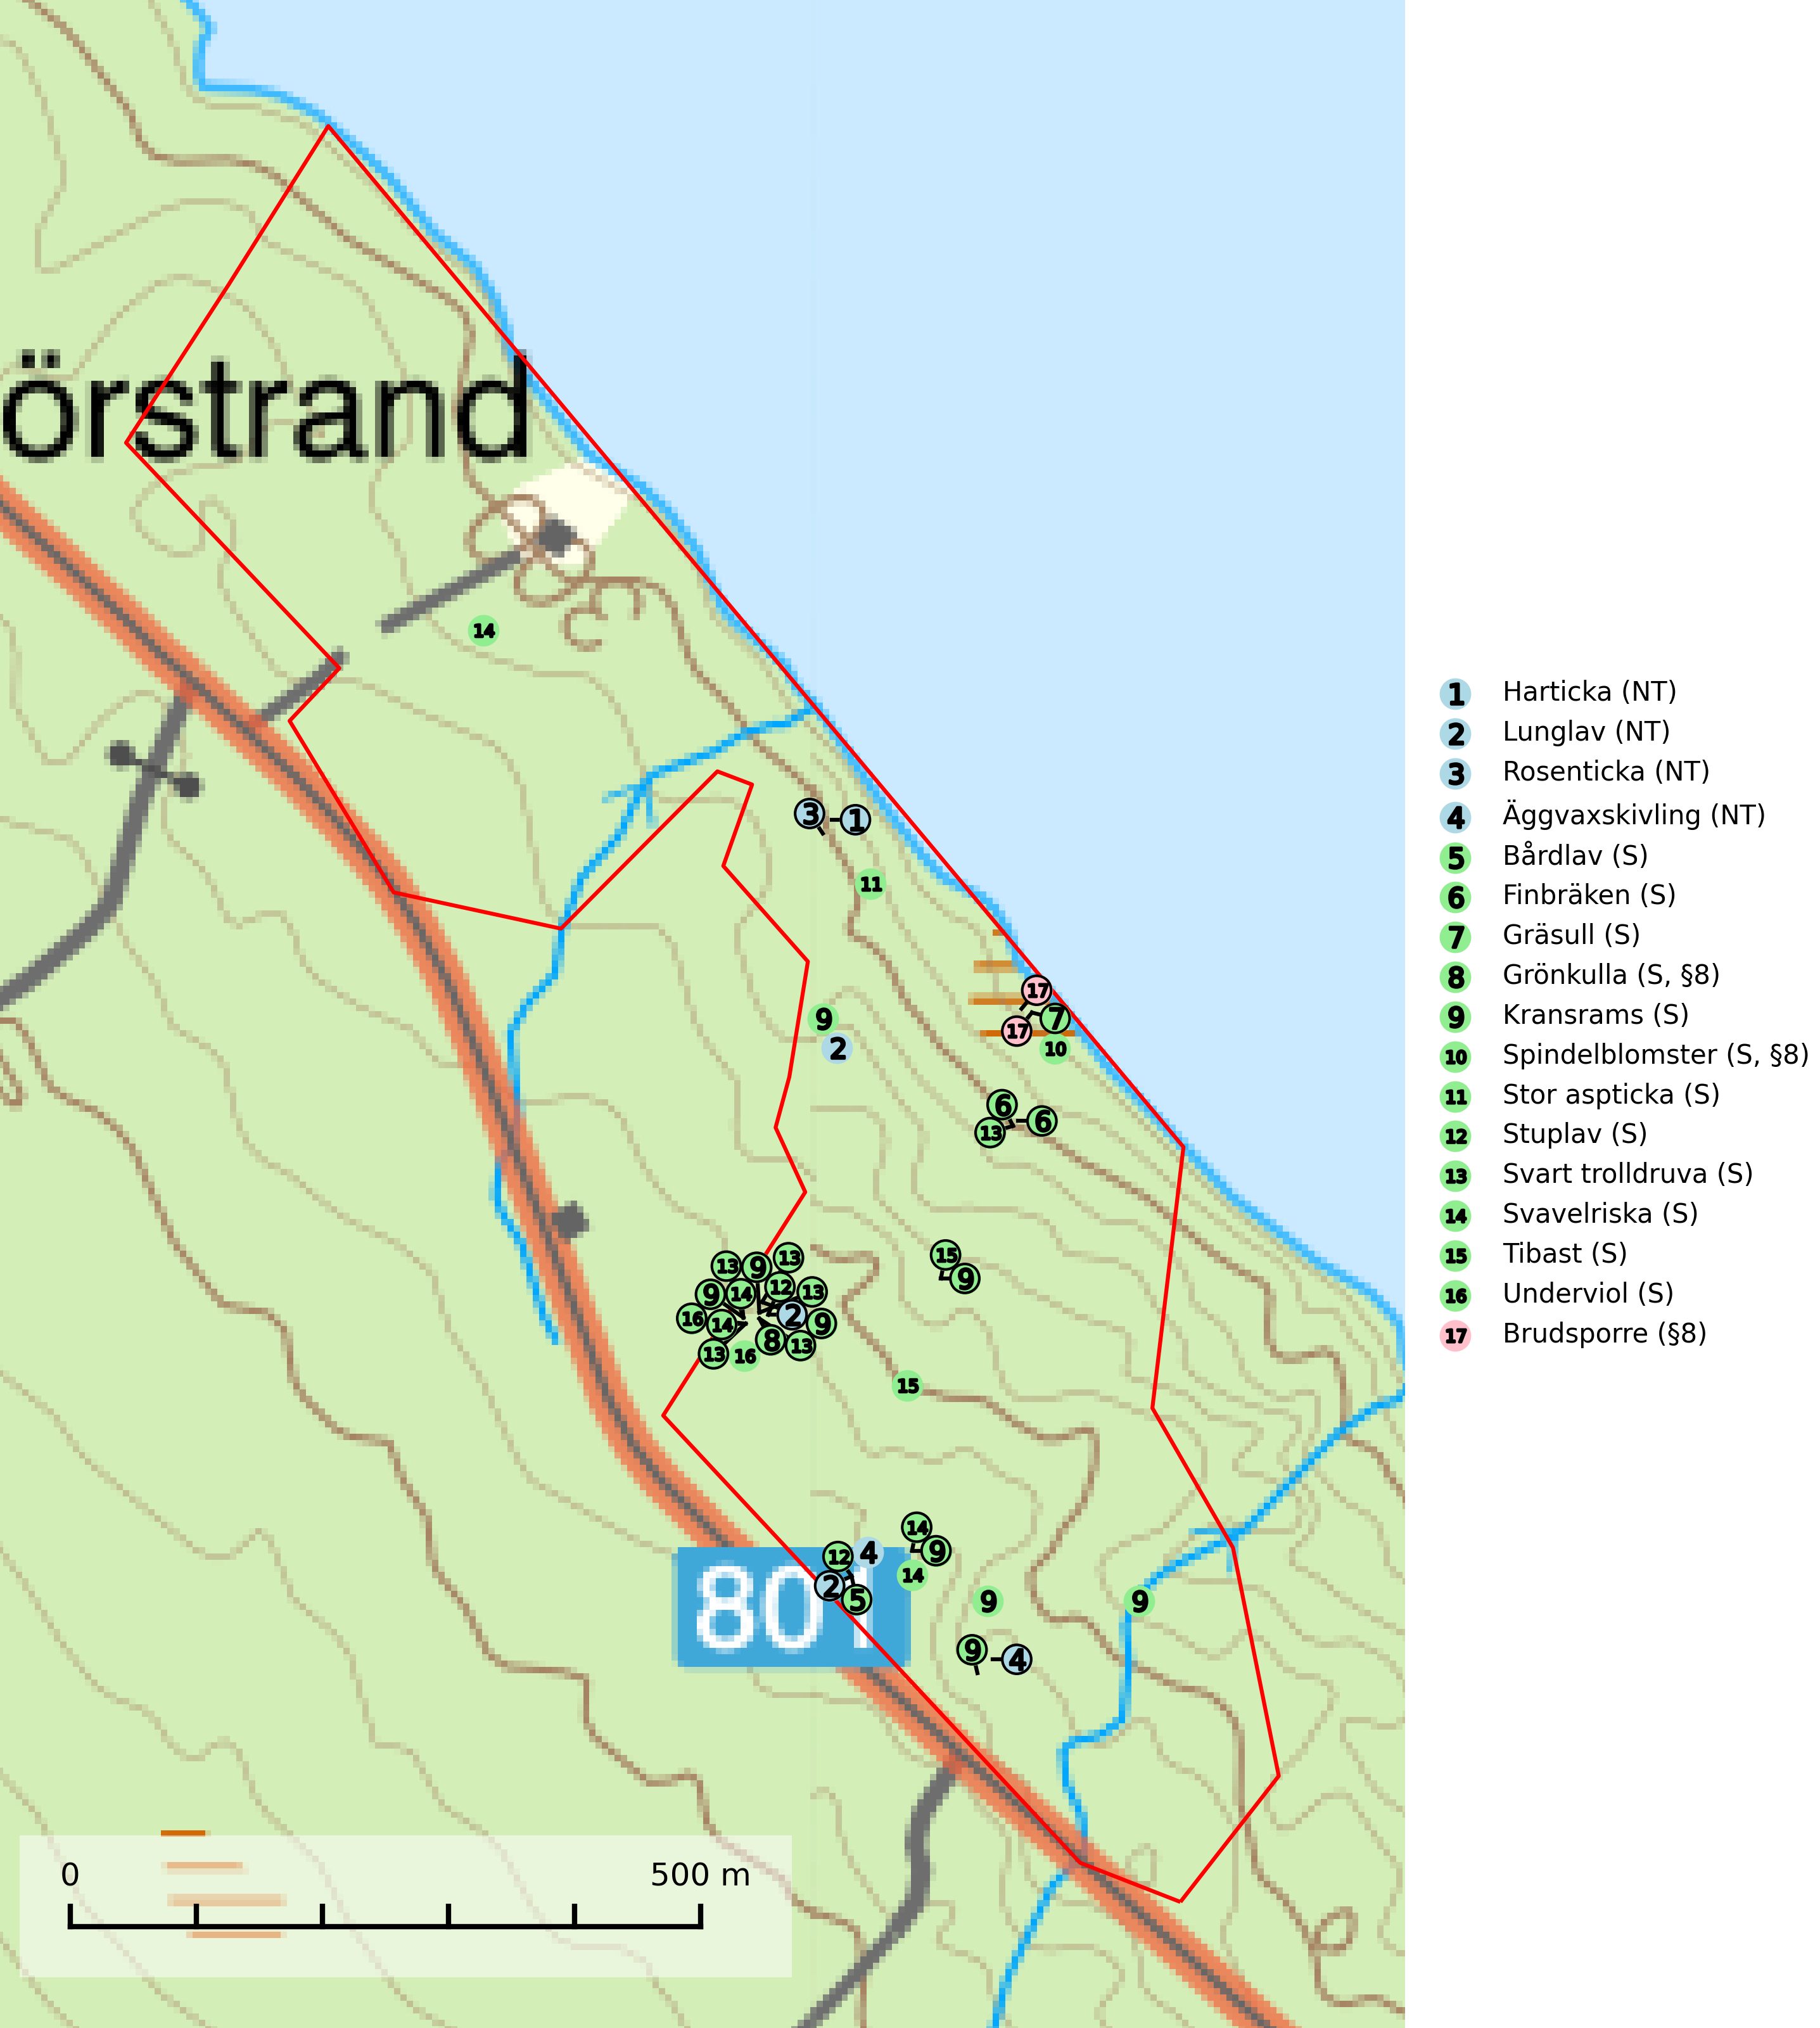 örstrand
14
3
1
11
17
7
17
10
9
2
6
6
13
15
9
13
9
13
9
14
12
13
16
14
2
9
13
16
8
13
15
14
12
4
9
2
5
14
9
9
9
4
801
0
500 m
1 Harticka (NT)
2 Lunglav (NT)
3 Rosenticka (NT)
4 Äggvaxskivling (NT)
5 Bårdlav (S)
6 Finbräken (S)
7 Gräsull (S)
8 Grönkulla (S, §8)
9 Kransrams (S)
10 Spindelblomster (S, §8)
11 Stor aspticka (S)
12 Stuplav (S)
13 Svart trolldruva (S)
14 Svavelriska (S)
15 Tibast (S)
16 Underviol (S)
17 Brudsporre (§8)